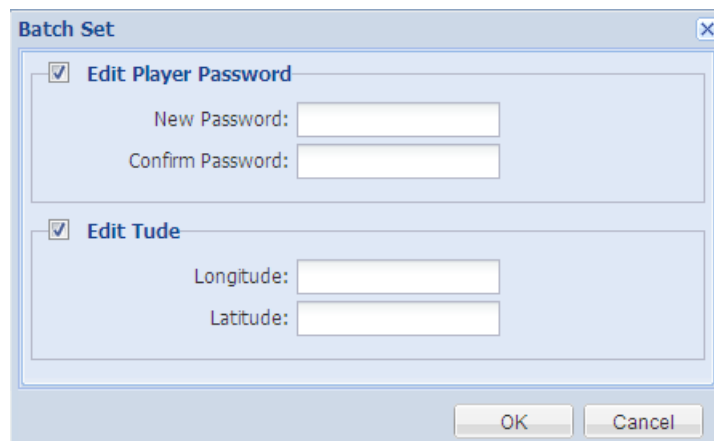 Batch Set
Edit Player Password
New Password:
Confirm Password:
Edit Tude
Longitude:
Latitude:
OK Cancel